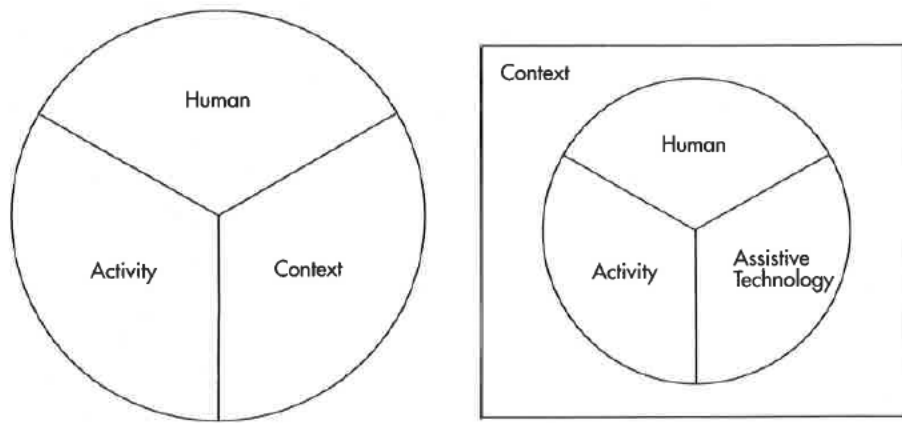 Human
Activity
Context
Context
Human
Activity
Assistive
Technology